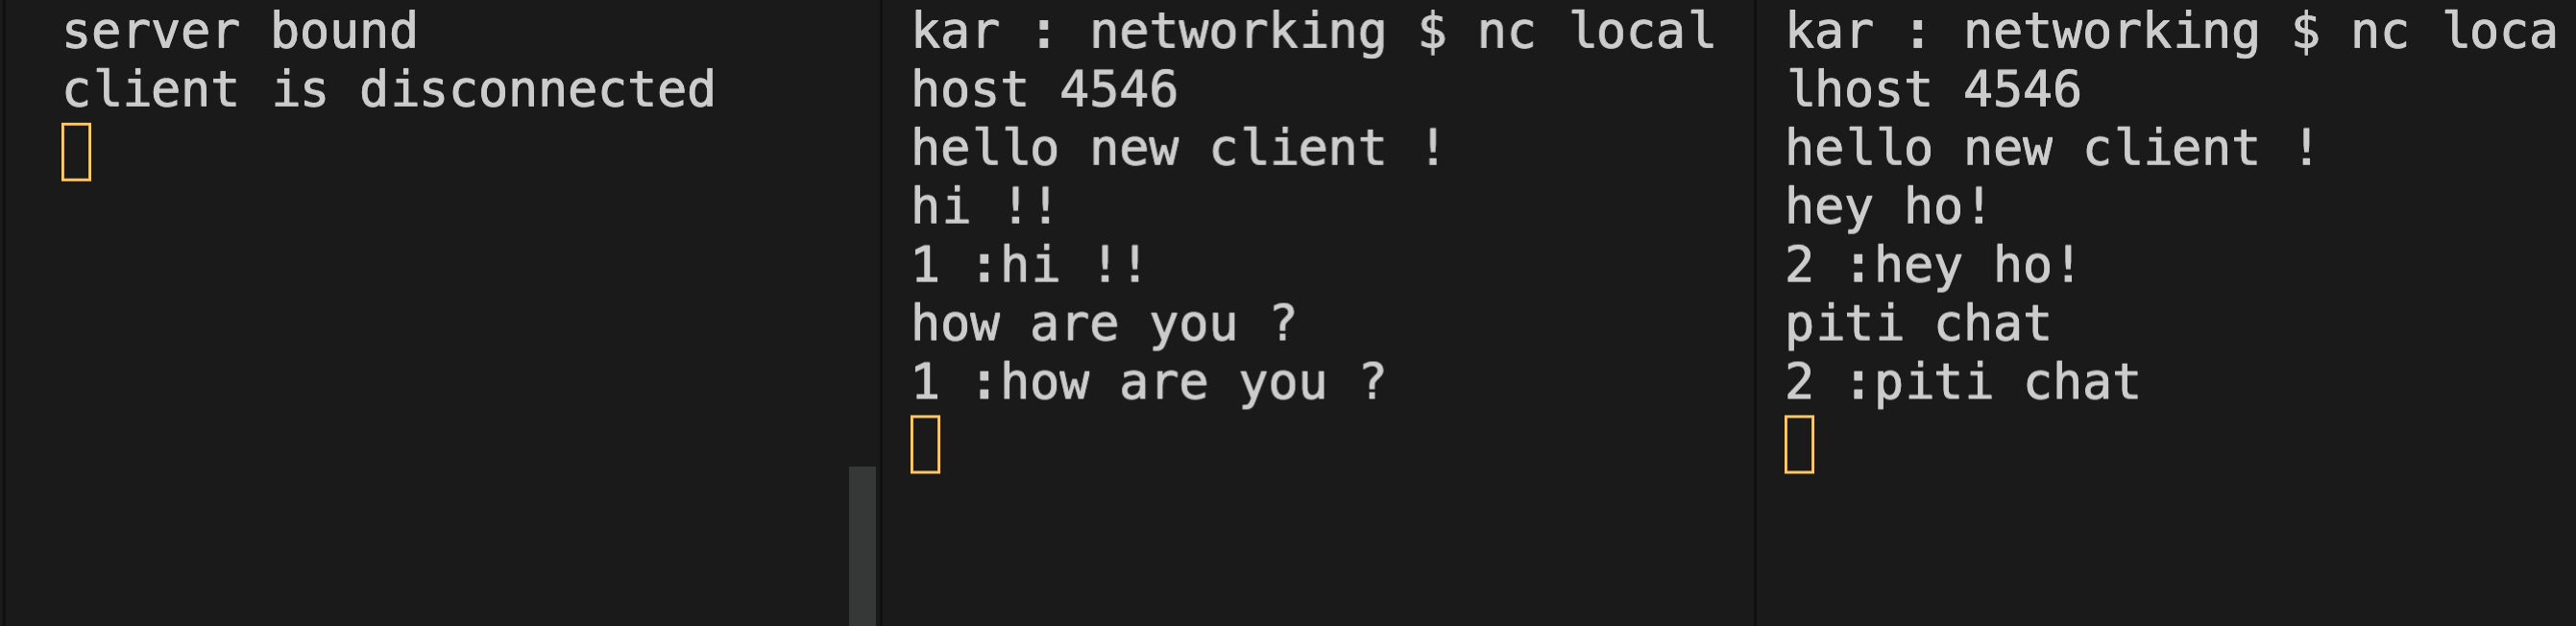 server bound
client is disconnected
kar : networking $ nc local
host 4546
hello new client !
hi !!
1 :hi !!
how are you ?
1 :how are you ?
kar : networking $ nc loca
lhost 4546
hello new client !
hey ho!
2 :hey ho!
piti chat
2 :piti chat